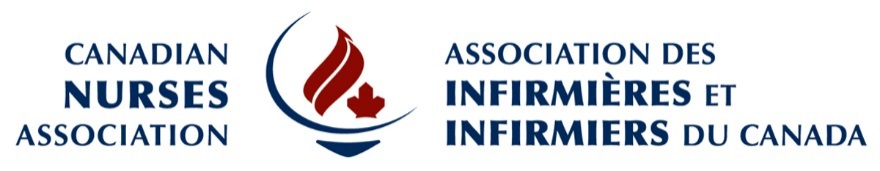 CANADIAN
NURSES
ASSOCIATION
ASSOCIATION DES
INFIRMIÈRES ET
INFIRMIERS DU CANADA